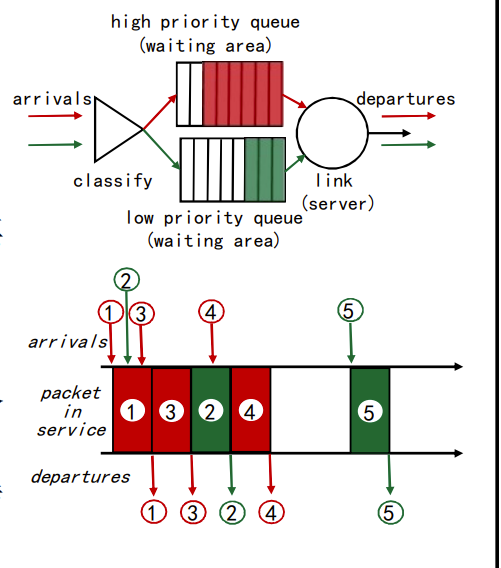 high priority queue
(waiting area)
arrivals
departures
classify
link
(server)
low priority queue
(waiting area)
2
1
3
4
5
arrivals
packet
in
service
1
3
2
4
5
departures
1
3
2
4
5